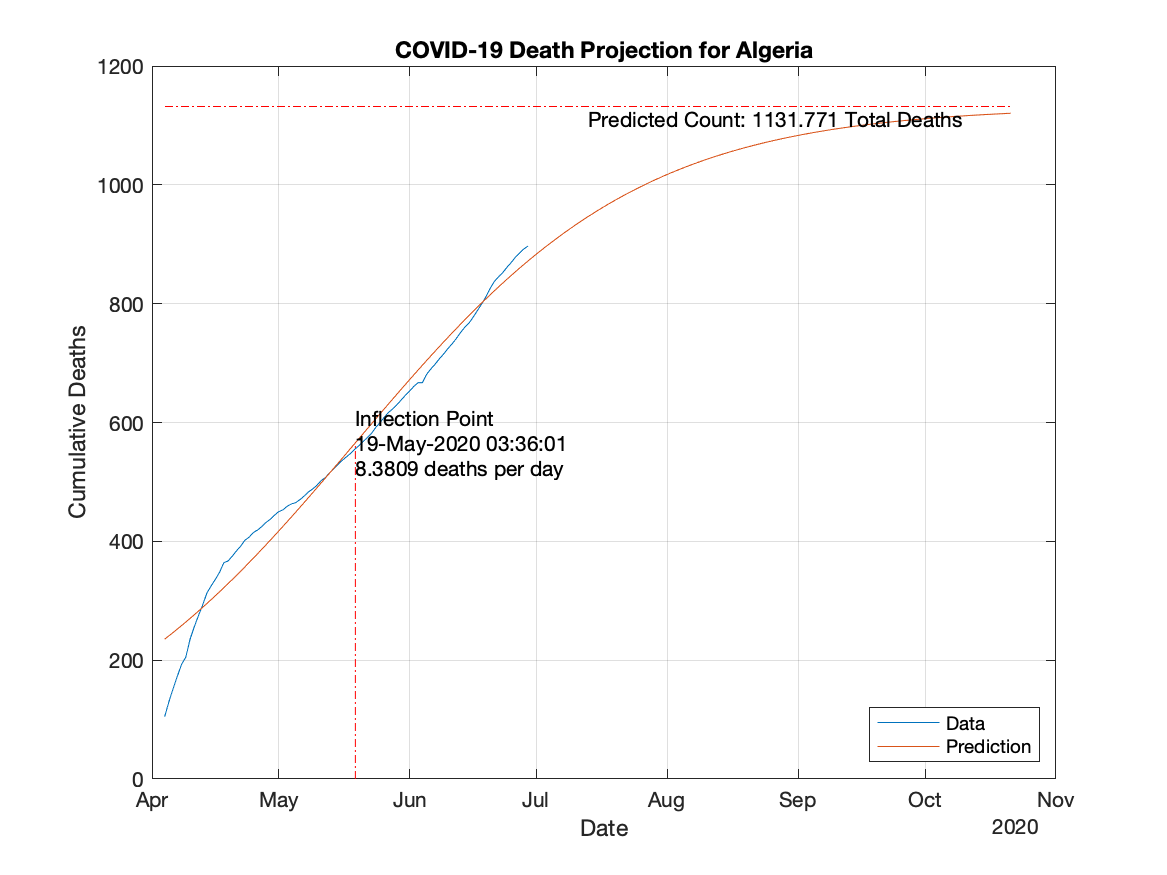 COVID-19 Death Projection for Algeria
1200
Predicted Count: 1131.771 Total Deaths
1000
800
Cumulative Deaths
600
Inflection Point
19-May-2020 03:36:01
8.3809 deaths per day
400
200
Data
Prediction
0
Apr May Jun Jul Aug Sep Oct Nov
Date
2020